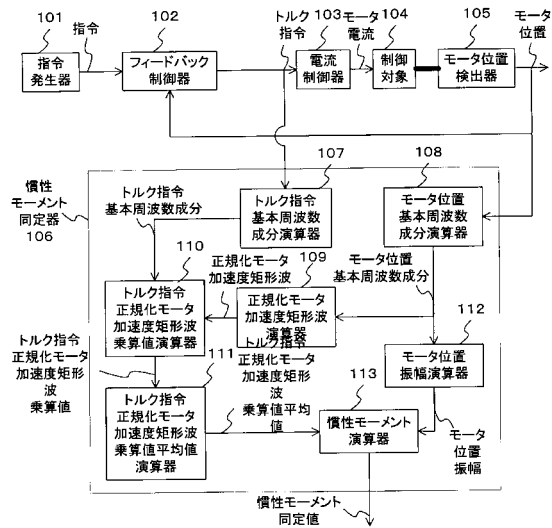 101
指令
発生器
指令
102
フィードバック
制御器
トルク
指令
103
電流
制御器
モータ
電流
104
制御
対象
105
モータ位置
検出器
モータ
位置
慣性
モーメント
同定器
106
トルク指令
基本周波数成分
107
トルク指令
基本周波数
成分演算器
108
モータ位置
基本周波数
成分演算器
モータ位置
基本周波数成分
110
トルク指令
正規化モータ
加速度矩形波
乗算値演算器
正規化モータ
加速度矩形波
109
正規化モータ
加速度矩形波
演算器
112
モータ位置
振幅演算器
トルク指令
正規化モータ
加速度矩形
波
乗算値
111
トルク指令
正規化モータ
加速度矩形波
乗算値平均値
演算器
トルク指令
正規化モータ
加速度矩形波
乗算値平均
値
113
慣性モーメント
演算器
モータ
位置
振幅
慣性モーメント
同定値